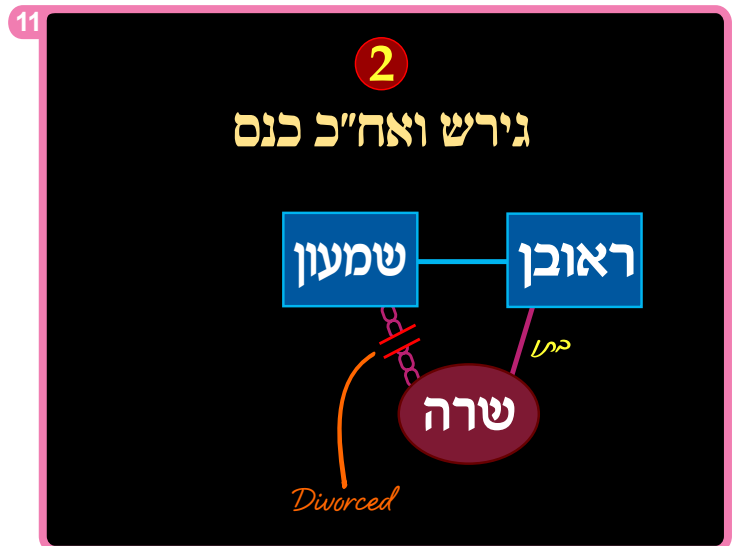 11
2
גירש ואח"כ כנס
ראובן
שמעון
בתו
שרה
Divorced